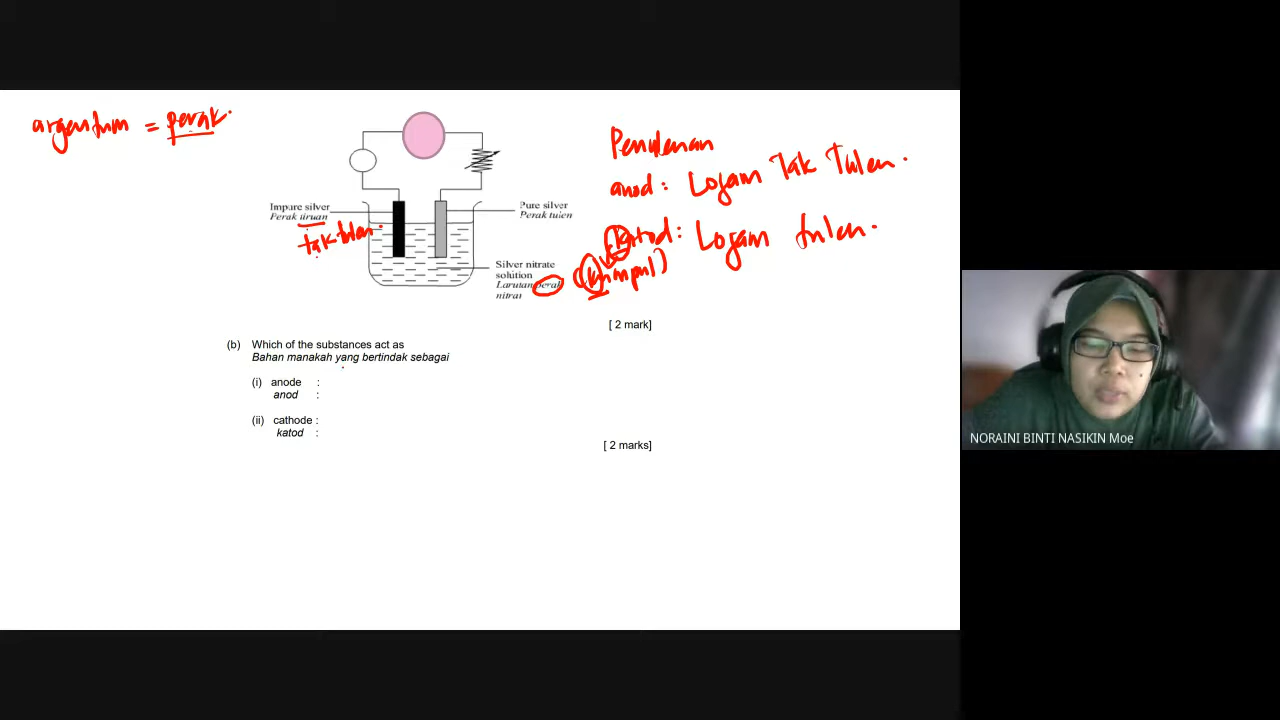 argentum = perak.
Penulenan
anod : Logam Tak Tulen.
katod : Logam tulen.
(kumpul)
Impure silver
Perak tiruan
tak tulen.
Pure silver
Perak tulen
Silver nitrate
solution
Larutan perak
nitrat
[ 2 mark]
(b) Which of the substances act as
Bahan manakah yang bertindak sebagai
(i) anode :
anod :
(ii) cathode :
katod :
[ 2 marks]
NORAINI BINTI NASIKIN Moe